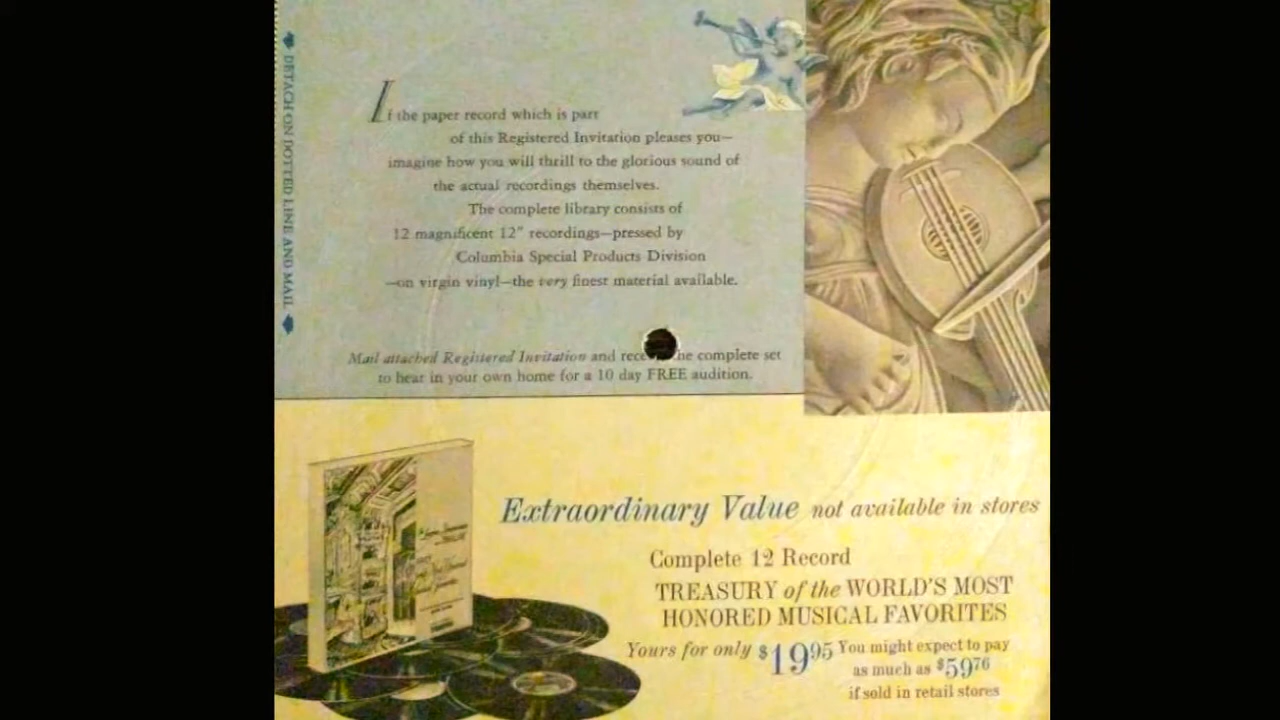 DETACH ON DOTTED LINE AND MAIL
If the paper record which is part
of this Registered Invitation pleases you—
imagine how you will thrill to the glorious sound of
the actual recordings themselves.
The complete library consists of
12 magnificent 12" recordings—pressed by
Columbia Special Products Division
—on virgin vinyl—the very finest material available.
Mail attached Registered Invitation and he complete set
to hear in your own home for a 10 day FREE audition.
Extraordinary Value not available in stores
Complete 12 Record
TREASURY of the WORLD'S MOST
HONORED MUSICAL FAVORITES
Yours for only $1995 You might expect to pay
as much as $5976
if sold in retail stores